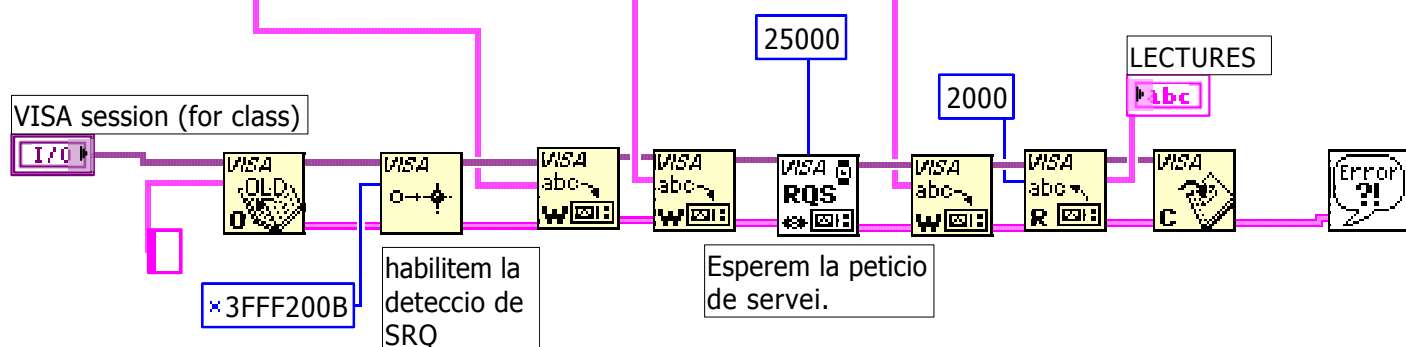 25000
LECTURES
abc
2000
VISA session (for class)
I/O
VISA
OLD
O
VISA
VISA
abc
W
VISA
abc
W
VISA
RQS
VISA
abc
W
VISA
abc
R
VISA
C
Error
?!
×3FFF200B
habilitem la
deteccio de
SRQ
Esperem la peticio
de servei.